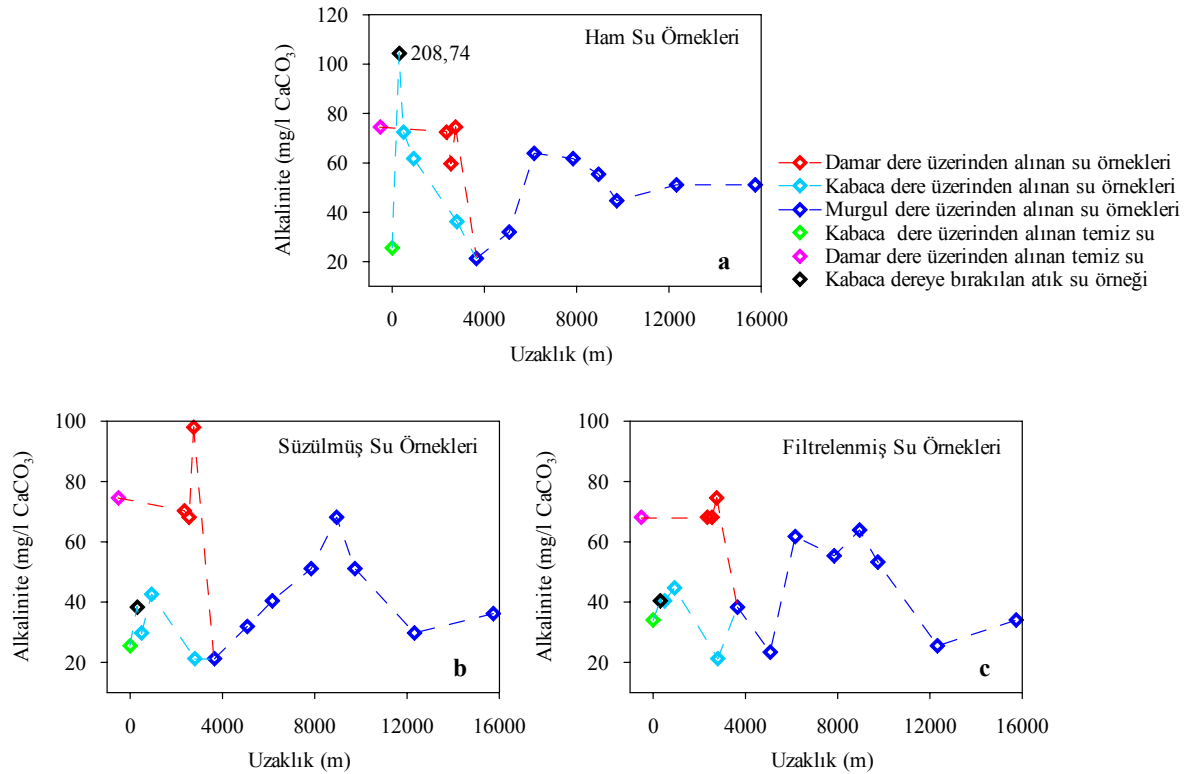 120
100
80
60
40
20
Alkalinite (mg/l CaCO₃)
Ham Su Örnekleri
208,74
a
0 4000 8000 12000 16000
Uzaklık (m)
Damar dere üzerinden alınan su örnekleri
Kabaca dere üzerinden alınan su örnekleri
Murgul dere üzerinden alınan su örnekleri
Kabaca dere üzerinden alınan temiz su
Damar dere üzerinden alınan temiz su
Kabaca dereye bırakılan atık su örneği
100
80
60
40
20
Alkalinite (mg/l CaCO₃)
Süzülmüş Su Örnekleri
b
0 4000 8000 12000 16000
Uzaklık (m)
100
80
60
40
20
Alkalinite (mg/l CaCO₃)
Filtrelenmiş Su Örnekleri
c
0 4000 8000 12000 16000
Uzaklık (m)